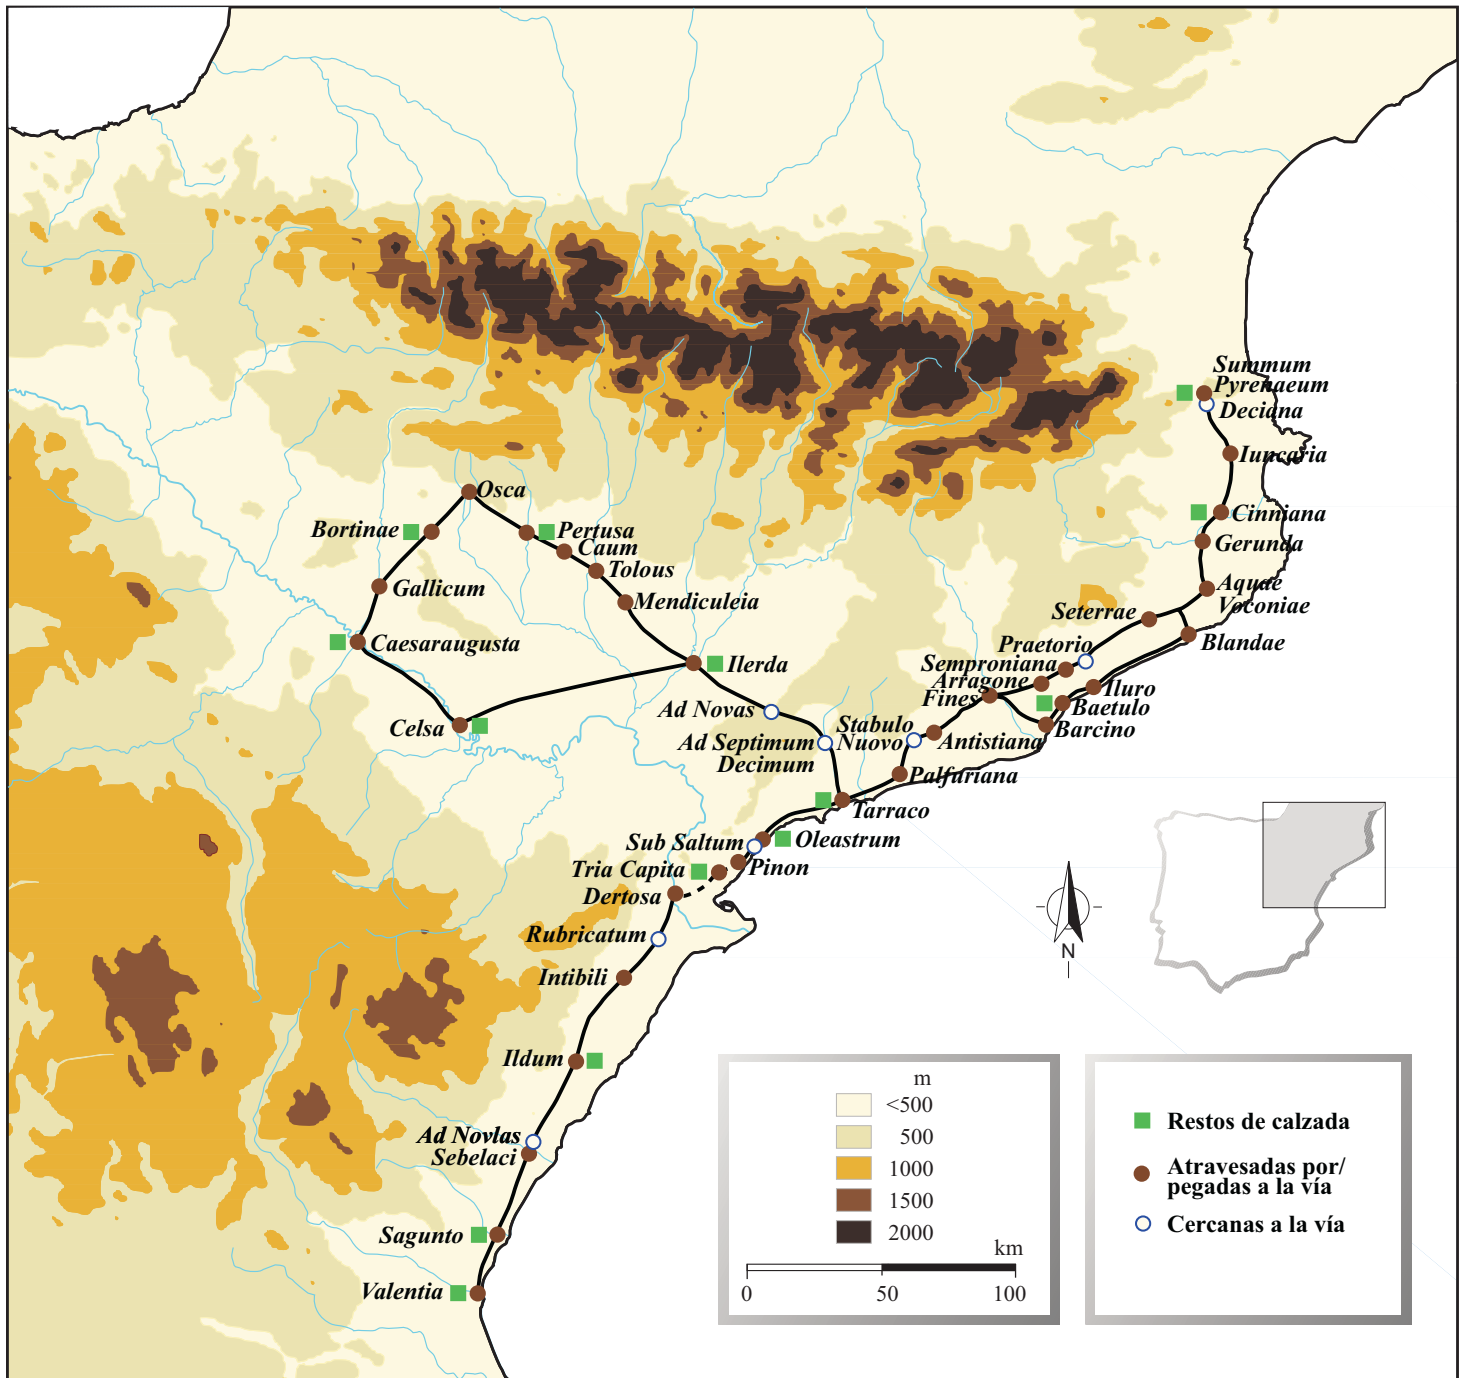 Summum
Pyrenaeum
Deciana
Iuncaria
Osca
Bortinae
Pertusa
Cinniana
Caum
Gerunda
Tolous
Gallicum
Aquae
Voconiae
Mendiculeia
Seterrae
Caesaraugusta
Blandae
Praetorio
Semproniana
Ilerda
Arragone
Iluro
Fines
Baetulo
Ad Novas
Celsa
Stabulo
Nuovo
Barcino
Ad Septimum
Decimum
Antistiana
Palfuriana
Tarraco
Sub Saltum
Oleastrum
Tria Capita
Pinon
Dertosa
Rubricatum
N
Intibili
Ildum
Ad Novlas
Sebelaci
Sagunto
Valentia
m
<500
500
1000
1500
2000
km
0 50 100
Restos de calzada
Atravesadas por/
pegadas a la vía
Cercanas a la vía